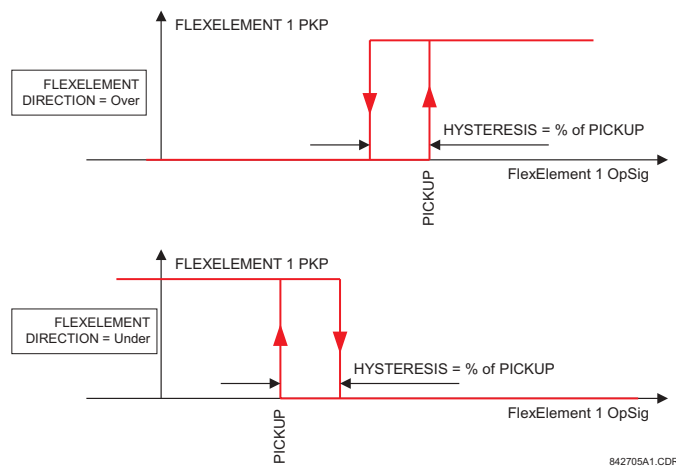 FLEXELEMENT 1 PKP
FLEXELEMENT
DIRECTION = Over
HYSTERESIS = % of PICKUP
FlexElement 1 OpSig
PICKUP
FLEXELEMENT 1 PKP
FLEXELEMENT
DIRECTION = Under
HYSTERESIS = % of PICKUP
FlexElement 1 OpSig
PICKUP
842705A1.CDR